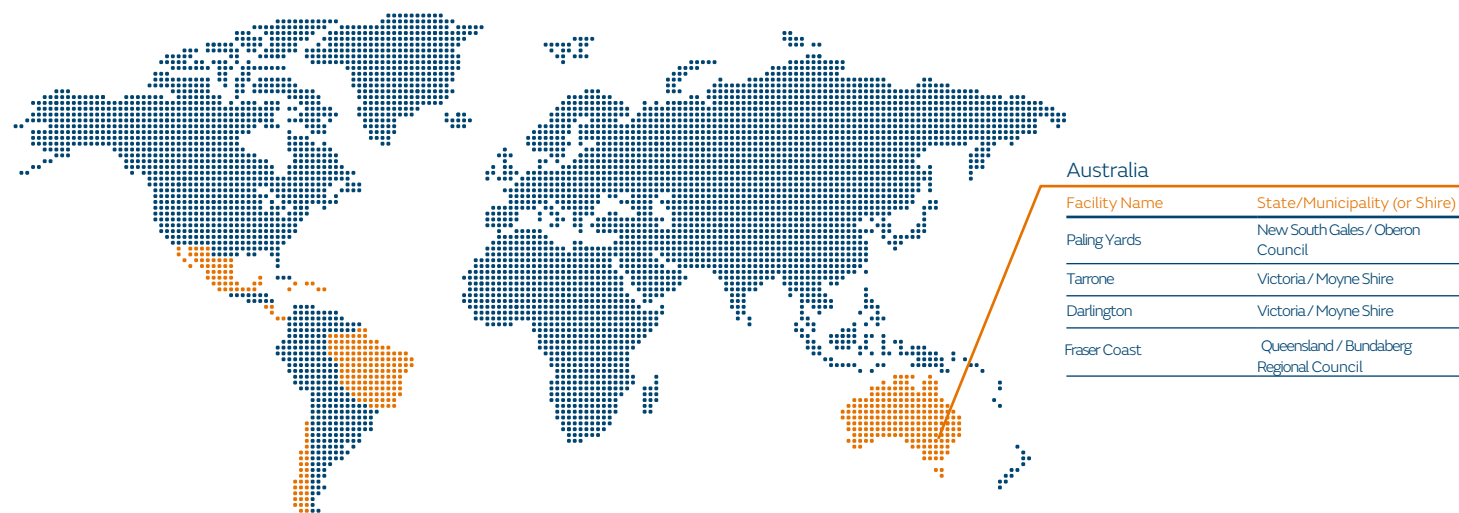 Australia
Facility Name State/Municipality (or Shire)
Paling Yards New South Gales / Oberon
Council
Tarrone Victoria / Moyne Shire
Darlington Victoria / Moyne Shire
Fraser Coast Queensland / Bundaberg
Regional Council